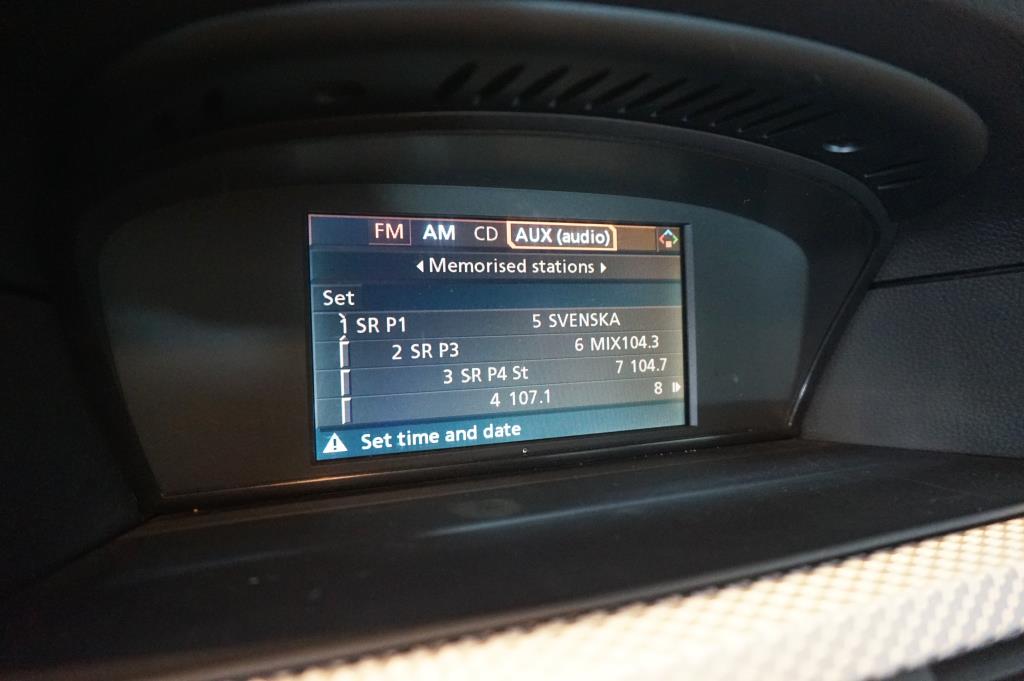 FM AM CD AUX (audio)
Memorised stations
Set
1 SR P1 5 SVENSKA
2 SR P3 6 MIX104.3
3 SR P4 St 7 104.7
4 107.1 8
Set time and date